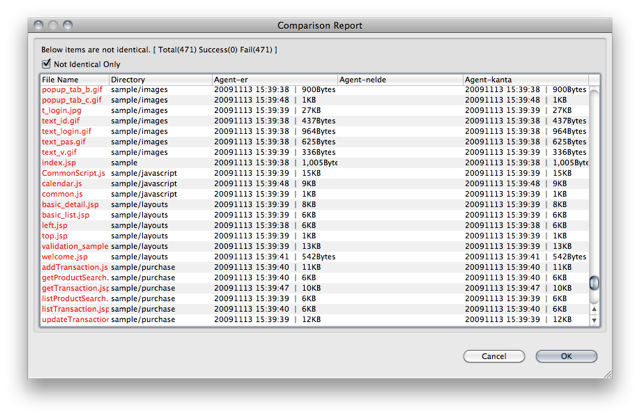 Comparison Report
Below items are not identical. [ Total(471) Success(0) Fail(471) ]
Not Identical Only
File Name Directory Agent-er Agent-nelde Agent-kanta
popup_tab_b.gif sample/images 20091113 15:39:38 | 900Bytes 20091113 15:39:38 | 900Bytes
popup_tab_c.gif sample/images 20091113 15:39:48 | 1KB 20091113 15:39:48 | 1KB
t_login.jpg sample/images 20091113 15:39:39 | 27KB 20091113 15:39:39 | 27KB
text_id.gif sample/images 20091113 15:39:38 | 437Bytes 20091113 15:39:38 | 437Bytes
text_login.gif sample/images 20091113 15:39:38 | 964Bytes 20091113 15:39:38 | 964Bytes
text_pas.gif sample/images 20091113 15:39:38 | 625Bytes 20091113 15:39:38 | 625Bytes
text_v.gif sample/images 20091113 15:39:39 | 336Bytes 20091113 15:39:39 | 336Bytes
index.jsp sample 20091113 15:39:38 | 1,005Byte 20091113 15:39:38 | 1,005Byte
CommonScript.js sample/javascript 20091113 15:39:39 | 15KB 20091113 15:39:39 | 15KB
calendar.js sample/javascript 20091113 15:39:48 | 9KB 20091113 15:39:48 | 9KB
common.js sample/javascript 20091113 15:39:39 | 1KB 20091113 15:39:39 | 1KB
basic_detail.jsp sample/layouts 20091113 15:39:39 | 8KB 20091113 15:39:39 | 8KB
basic_list.jsp sample/layouts 20091113 15:39:40 | 6KB 20091113 15:39:40 | 6KB
left.jsp sample/layouts 20091113 15:39:39 | 6KB 20091113 15:39:39 | 6KB
top.jsp sample/layouts 20091113 15:39:39 | 1KB 20091113 15:39:39 | 1KB
validation_sample sample/layouts 20091113 15:39:39 | 13KB 20091113 15:39:39 | 13KB
welcome.jsp sample/layouts 20091113 15:39:41 | 542Bytes 20091113 15:39:41 | 542Bytes
addTransaction.js sample/purchase 20091113 15:39:40 | 11KB 20091113 15:39:40 | 11KB
getProductSearch. sample/purchase 20091113 15:39:40 | 6KB 20091113 15:39:40 | 6KB
getTransaction.jsp sample/purchase 20091113 15:39:47 | 10KB 20091113 15:39:47 | 10KB
listProductSearch. sample/purchase 20091113 15:39:39 | 6KB 20091113 15:39:39 | 6KB
listTransaction.jsp sample/purchase 20091113 15:39:40 | 6KB 20091113 15:39:40 | 6KB
updateTransaction sample/purchase 20091113 15:39:39 | 12KB 20091113 15:39:39 | 12KB
Cancel OK